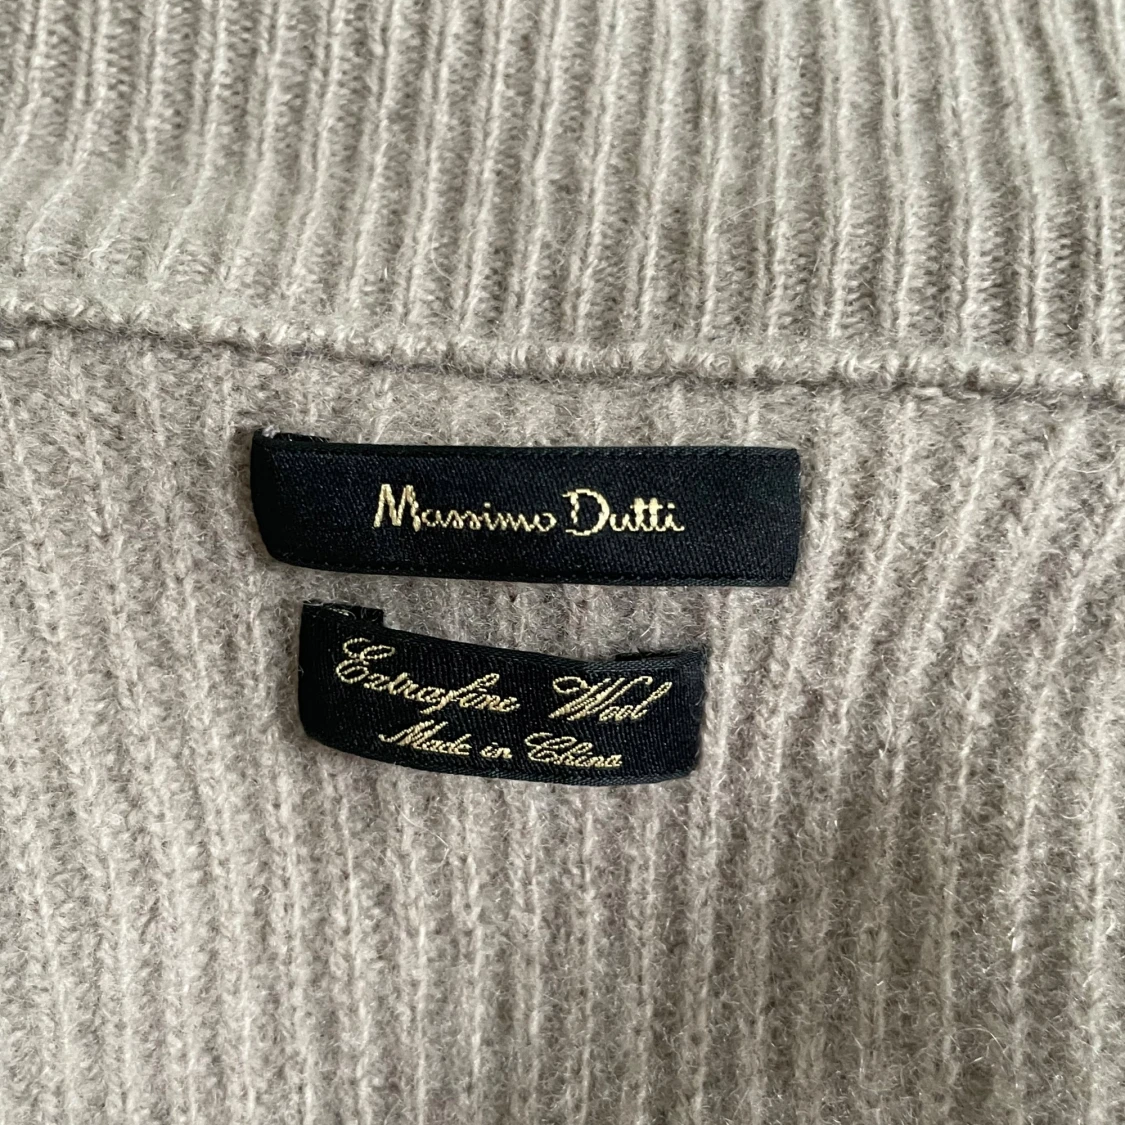 Massimo Dutti
Extrafine Wool
Made in China